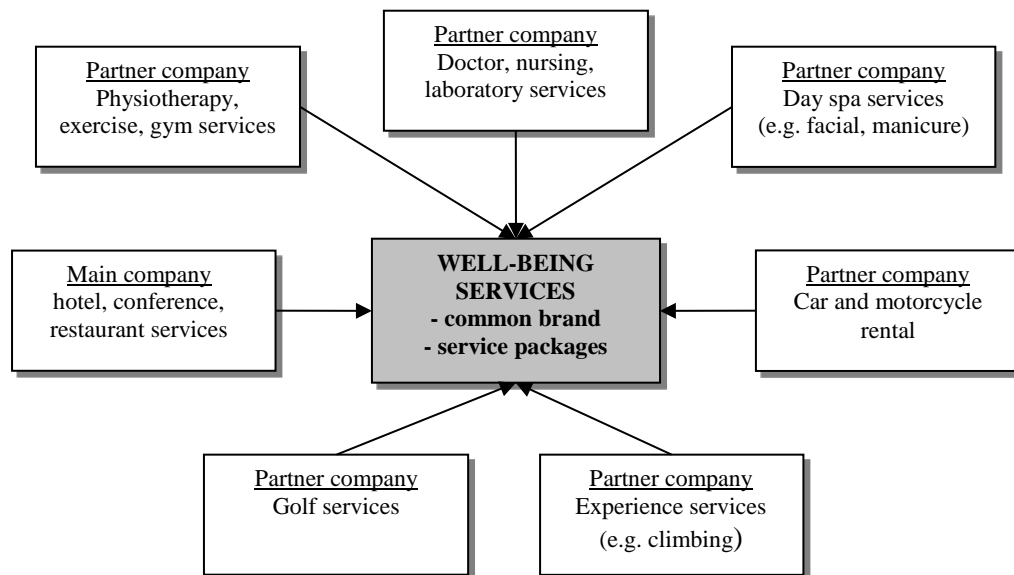 Partner company
Physiotherapy,
exercise, gym services
Partner company
Doctor, nursing,
laboratory services
Partner company
Day spa services
(e.g. facial, manicure)
Main company
hotel, conference,
restaurant services
WELL-BEING
SERVICES
- common brand
- service packages
Partner company
Car and motorcycle
rental
Partner company
Golf services
Partner company
Experience services
(e.g. climbing)